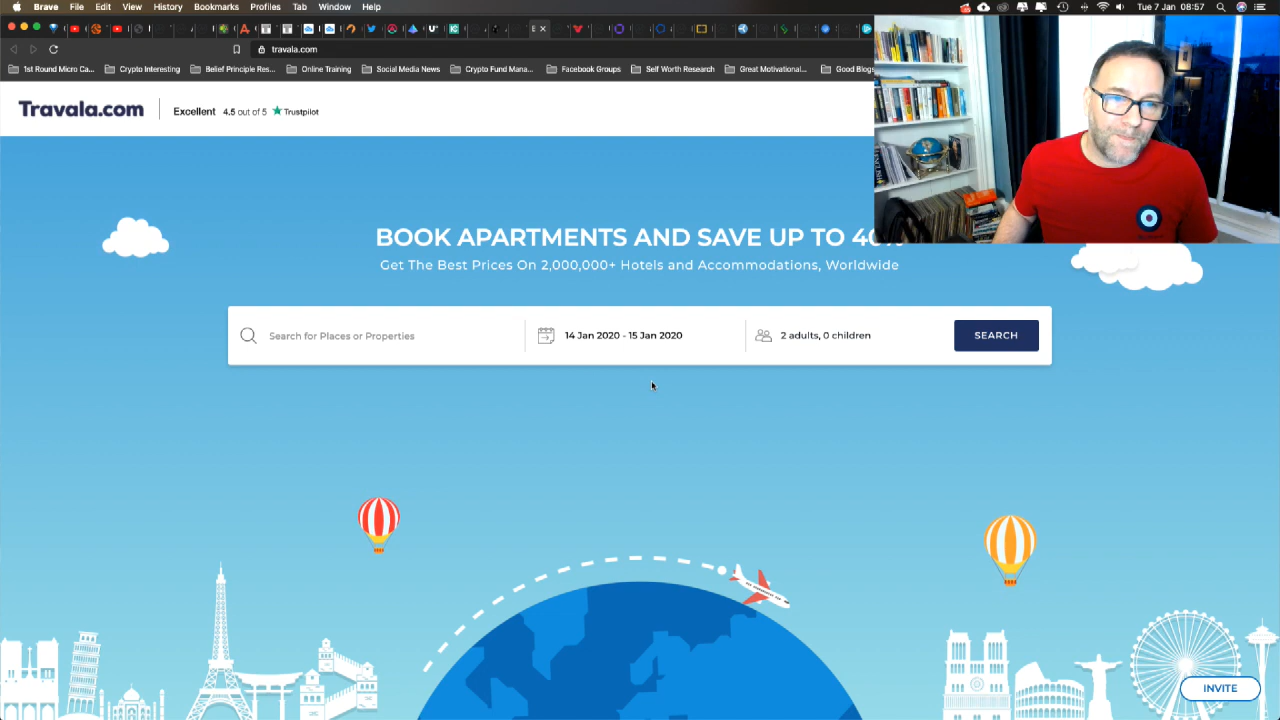 Brave File Edit View History Bookmarks Profiles Tab Window Help
Tue 7 Jan 08:57
travala.com
1st Round Micro Ca... Crypto Interesting Belief Principle Res... Online Training Social Media News Crypto Fund Mana... Facebook Groups Self Worth Research Great Motivational... Good Blogs
Travala.com Excellent 4.5 out of 5 Trustpilot
BOOK APARTMENTS AND SAVE UP TO 40%
Get The Best Prices On 2,000,000+ Hotels and Accommodations, Worldwide
Search for Places or Properties 14 Jan 2020 - 15 Jan 2020 2 adults, 0 children SEARCH
INVITE